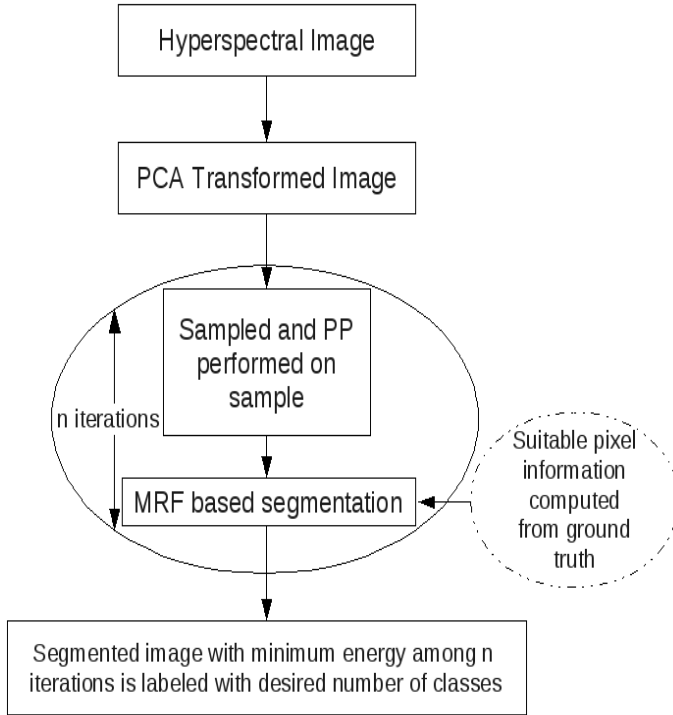 Hyperspectral Image
PCA Transformed Image
Sampled and PP
performed on
sample
n iterations
MRF based segmentation
Suitable pixel
information
computed
from ground
truth
Segmented image with minimum energy among n
iterations is labeled with desired number of classes